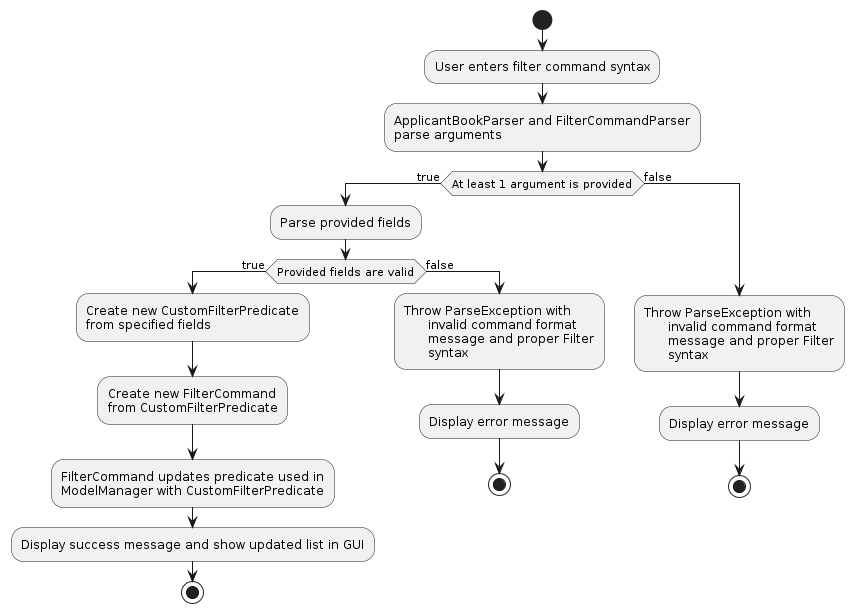 User enters filter command syntax
ApplicantBookParser and FilterCommandParser
parse arguments
true
At least 1 argument is provided
false
Parse provided fields
true
Provided fields are valid
false
Create new CustomFilterPredicate
from specified fields
Create new FilterCommand
from CustomFilterPredicate
FilterCommand updates predicate used in
ModelManager with CustomFilterPredicate
Display success message and show updated list in GUI
Throw ParseException with
invalid command format
message and proper Filter
syntax
Display error message
Throw ParseException with
invalid command format
message and proper Filter
syntax
Display error message